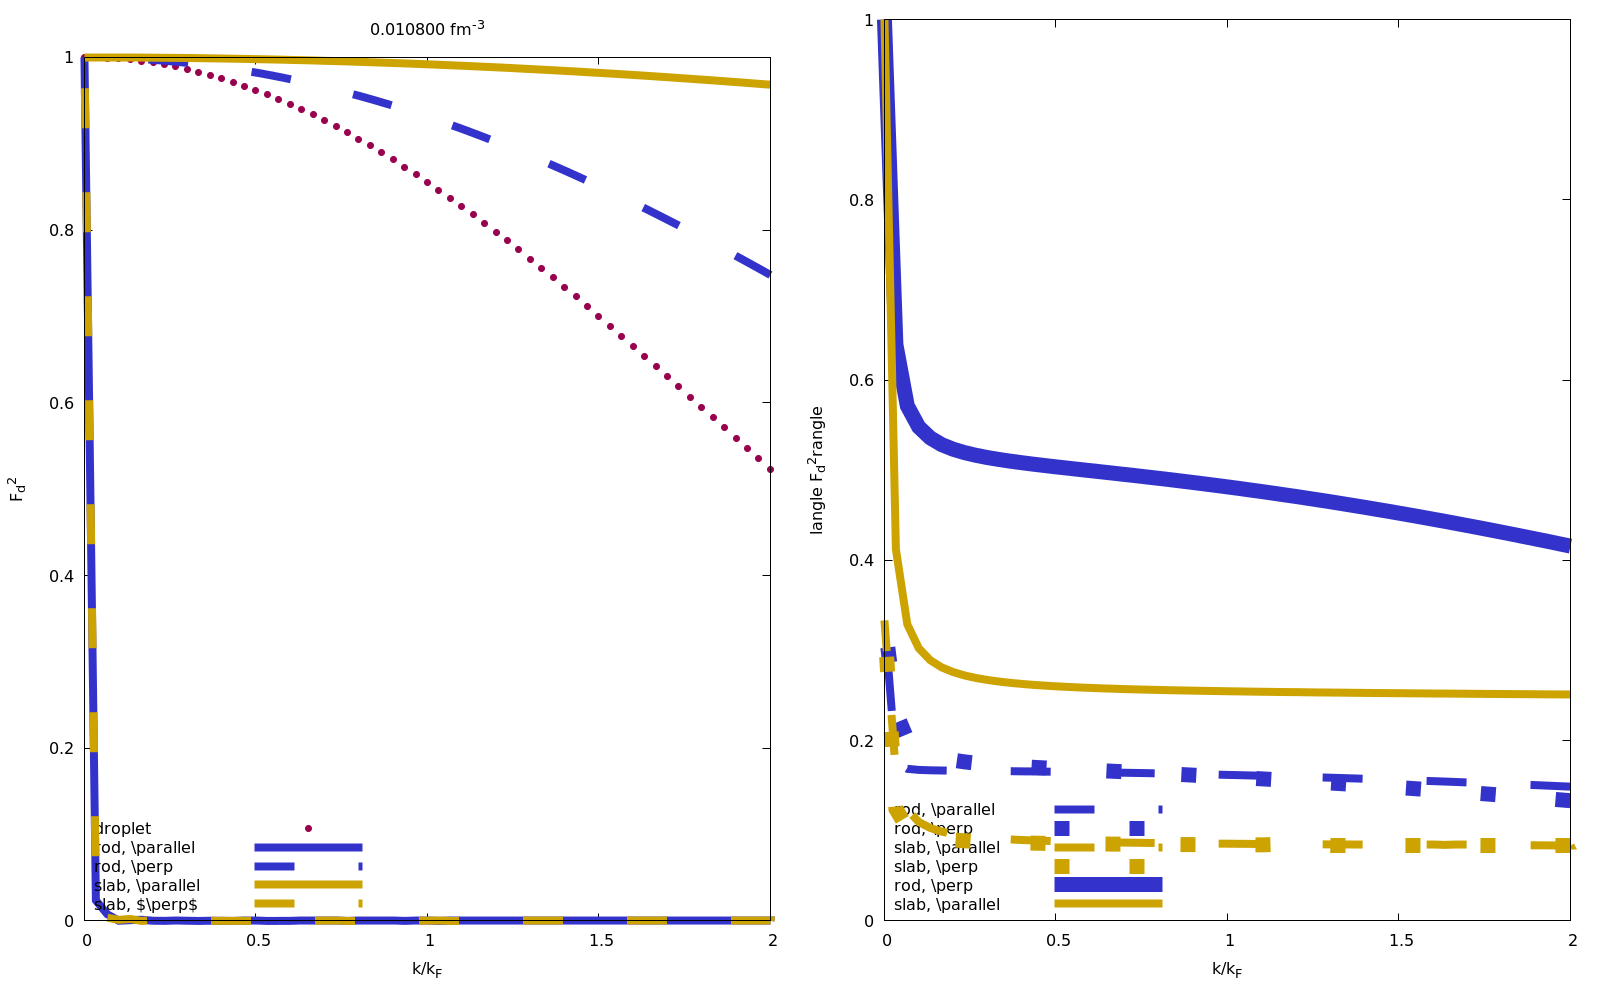 0.010800 fm-3
1
0.8
0.6
0.4
0.2
0
Fd2
droplet
rod, \parallel
rod, \perp
slab, \parallel
slab, $\perp$
0 0.5 1 1.5 2
k/kF
1
0.8
0.6
0.4
0.2
0
langle Fd2rangle
rod, \parallel
rod, \perp
slab, \parallel
slab, \perp
rod, \perp
slab, \parallel
0 0.5 1 1.5 2
k/kF